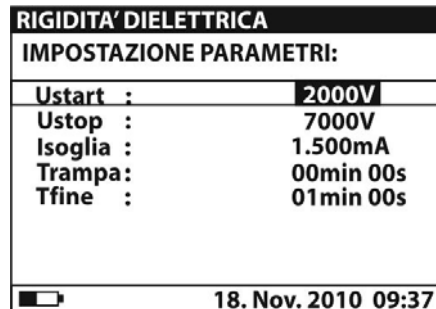 RIGIDITA' DIELETTRICA
IMPOSTAZIONE PARAMETRI:
Ustart : 2000V
Ustop : 7000V
Isoglia : 1.500mA
Trampa: 00min 00s
Tfine : 01min 00s
18. Nov. 2010 09:37